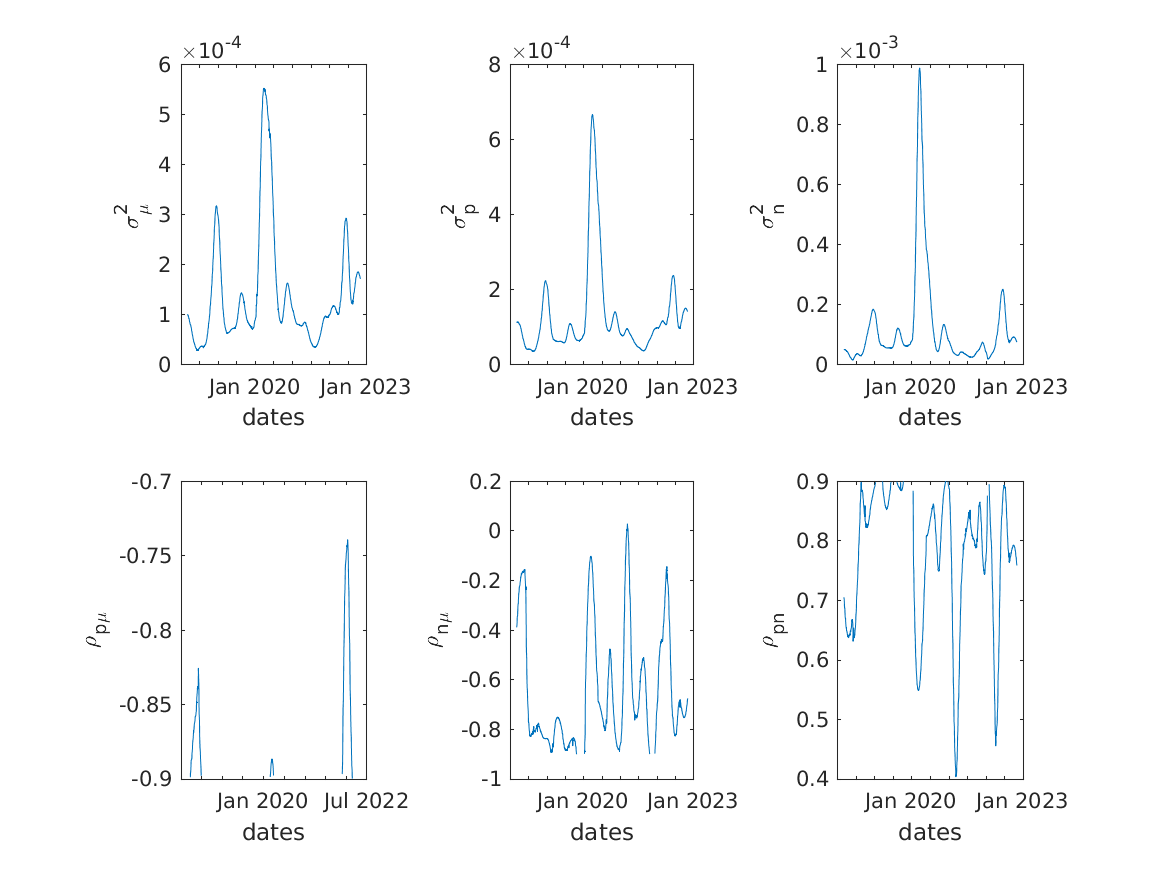 ×10-4
6
5
4
3
2
1
0
σ2μ
Jan 2020 Jan 2023
dates
×10-4
8
6
4
2
0
σ2p
Jan 2020 Jan 2023
dates
×10-3
1
0.8
0.6
0.4
0.2
0
σ2n
Jan 2020 Jan 2023
dates
-0.7
-0.75
-0.8
-0.85
-0.9
ρpμ
Jan 2020 Jul 2022
dates
0.2
0
-0.2
-0.4
-0.6
-0.8
-1
ρnμ
Jan 2020 Jan 2023
dates
0.9
0.8
0.7
0.6
0.5
0.4
ρpn
Jan 2020 Jan 2023
dates